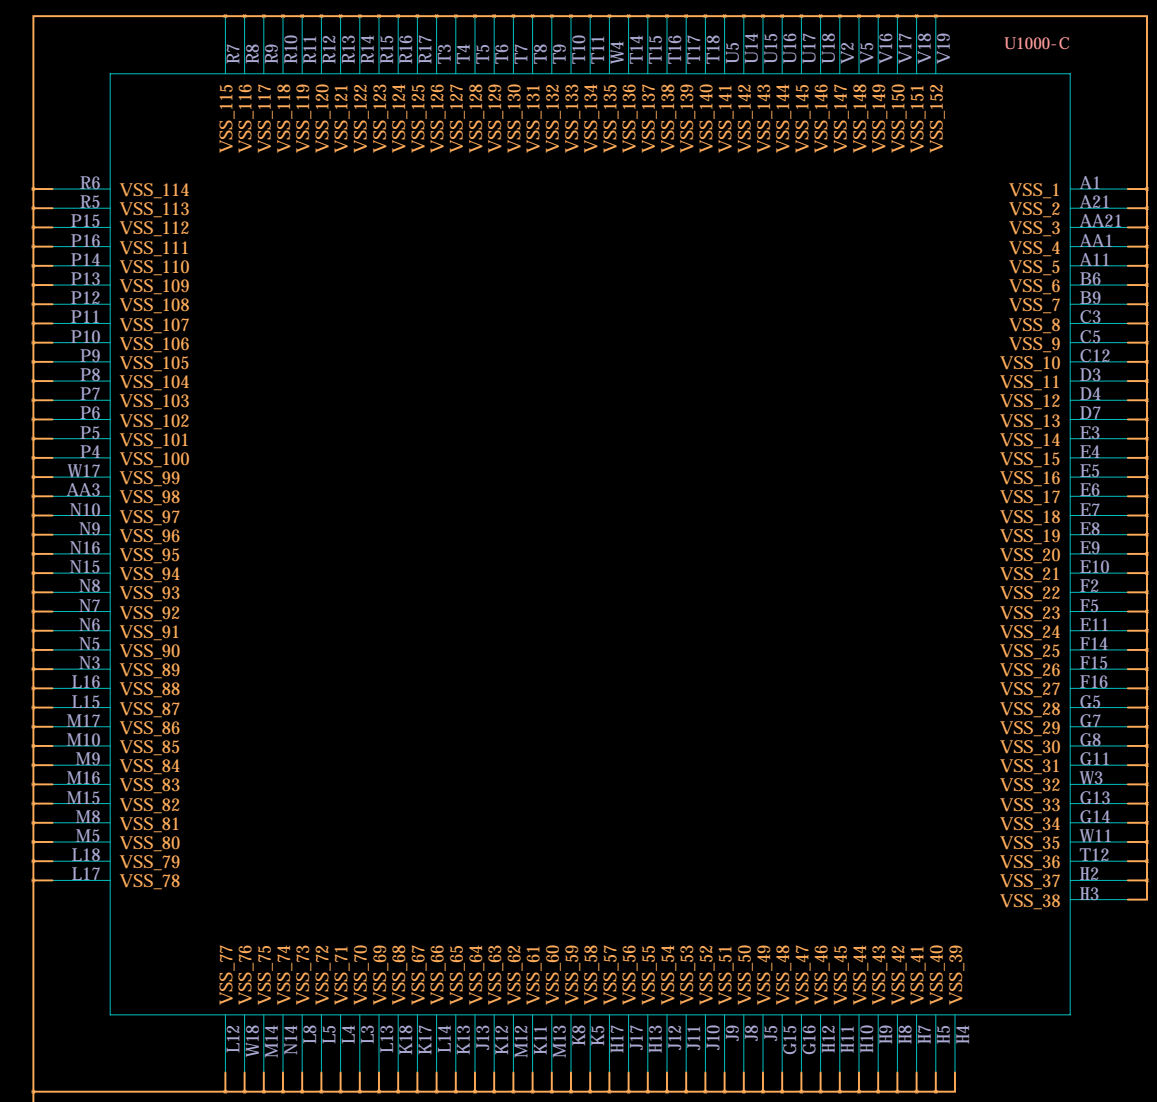 U1000-C
R7 R8 R9 R10 R11 R12 R13 R14 R15 R16 R17 T3 T4 T5 T6 T7 T8 T9 T10 T11 W4 T14 T15 T16 T17 T18 U5 U14 U15 U16 U17 U18 V2 V5 V16 V17 V18 V19
VSS_115 VSS_116 VSS_117 VSS_118 VSS_119 VSS_120 VSS_121 VSS_122 VSS_123 VSS_124 VSS_125 VSS_126 VSS_127 VSS_128 VSS_129 VSS_130 VSS_131 VSS_132 VSS_133 VSS_134 VSS_135 VSS_136 VSS_137 VSS_138 VSS_139 VSS_140 VSS_141 VSS_142 VSS_143 VSS_144 VSS_145 VSS_146 VSS_147 VSS_148 VSS_149 VSS_150 VSS_151 VSS_152
R6 VSS_114 VSS_1 A1
R5 VSS_113 VSS_2 A21
P15 VSS_112 VSS_3 AA21
P16 VSS_111 VSS_4 AA1
P14 VSS_110 VSS_5 A11
P13 VSS_109 VSS_6 B6
P12 VSS_108 VSS_7 B9
P11 VSS_107 VSS_8 C3
P10 VSS_106 VSS_9 C5
P9 VSS_105 VSS_10 C12
P8 VSS_104 VSS_11 D3
P7 VSS_103 VSS_12 D4
P6 VSS_102 VSS_13 D7
P5 VSS_101 VSS_14 E3
P4 VSS_100 VSS_15 E4
W17 VSS_99 VSS_16 E5
AA3 VSS_98 VSS_17 E6
N10 VSS_97 VSS_18 E7
N9 VSS_96 VSS_19 E8
N16 VSS_95 VSS_20 E9
N15 VSS_94 VSS_21 E10
N8 VSS_93 VSS_22 F2
N7 VSS_92 VSS_23 F5
N6 VSS_91 VSS_24 E11
N5 VSS_90 VSS_25 F14
N3 VSS_89 VSS_26 F15
L16 VSS_88 VSS_27 F16
L15 VSS_87 VSS_28 G5
M17 VSS_86 VSS_29 G7
M10 VSS_85 VSS_30 G8
M9 VSS_84 VSS_31 G11
M16 VSS_83 VSS_32 W3
M15 VSS_82 VSS_33 G13
M8 VSS_81 VSS_34 G14
M5 VSS_80 VSS_35 W11
L18 VSS_79 VSS_36 T12
L17 VSS_78 VSS_37 H2
VSS_38 H3
VSS_77 VSS_76 VSS_75 VSS_74 VSS_73 VSS_72 VSS_71 VSS_70 VSS_69 VSS_68 VSS_67 VSS_66 VSS_65 VSS_64 VSS_63 VSS_62 VSS_61 VSS_60 VSS_59 VSS_58 VSS_57 VSS_56 VSS_55 VSS_54 VSS_53 VSS_52 VSS_51 VSS_50 VSS_49 VSS_48 VSS_47 VSS_46 VSS_45 VSS_44 VSS_43 VSS_42 VSS_41 VSS_40 VSS_39
L12 W18 M14 N14 L8 L5 L4 L3 L13 K18 K17 L14 K13 J13 K12 M12 K11 M13 K8 K5 H17 J17 H13 J12 J11 J10 J9 J8 J5 G15 G16 H12 H11 H10 H9 H8 H7 H5 H4